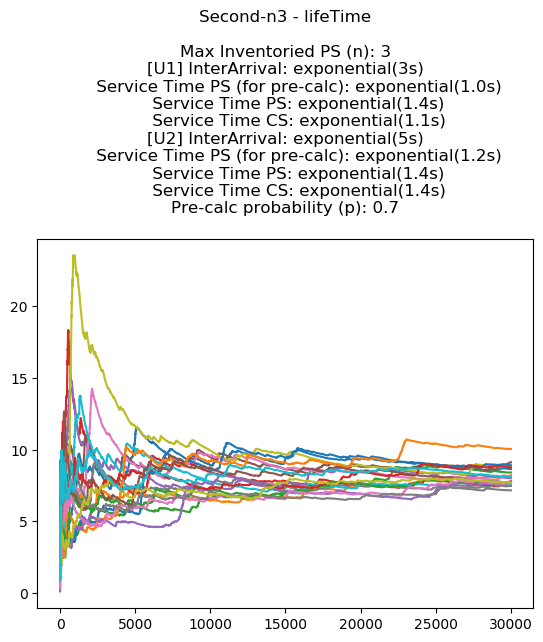 Second-n3 - lifeTime
Max Inventoried PS (n): 3
[U1] InterArrival: exponential(3s)
Service Time PS (for pre-calc): exponential(1.0s)
Service Time PS: exponential(1.4s)
Service Time CS: exponential(1.1s)
[U2] InterArrival: exponential(5s)
Service Time PS (for pre-calc): exponential(1.2s)
Service Time PS: exponential(1.4s)
Service Time CS: exponential(1.4s)
Pre-calc probability (p): 0.7
20
15
10
5
0
0 5000 10000 15000 20000 25000 30000